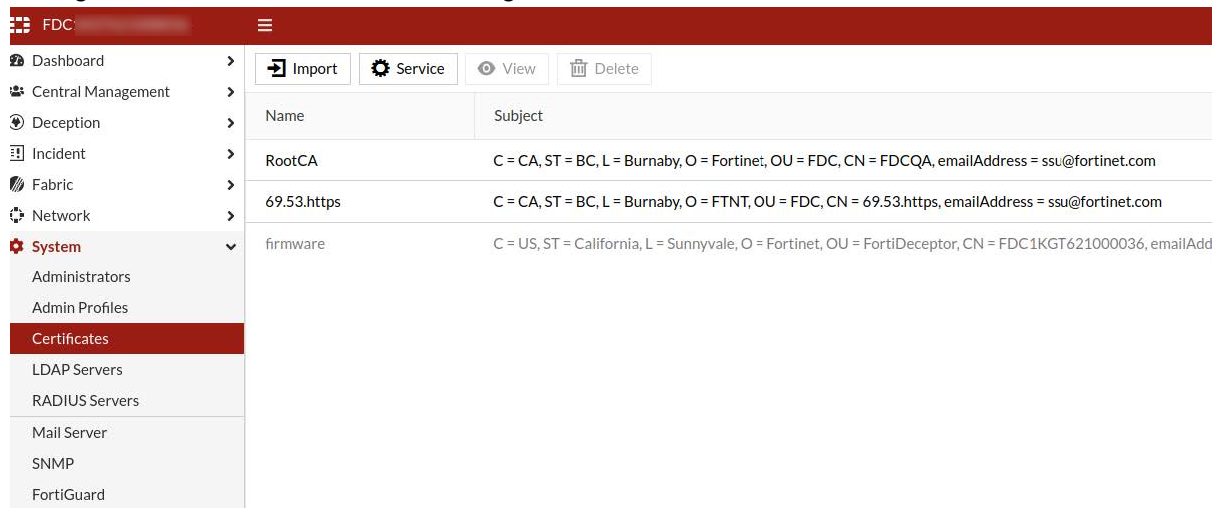 FDC
Dashboard
Central Management
Deception
Incident
Fabric
Network
System
Administrators
Admin Profiles
Certificates
LDAP Servers
RADIUS Servers
Mail Server
SNMP
FortiGuard
Import Service View Delete
Name Subject
RootCA C = CA, ST = BC, L = Burnaby, O = Fortinet, OU = FDC, CN = FDCQA, emailAddress = ssu@fortinet.com
69.53.https C = CA, ST = BC, L = Burnaby, O = FTNT, OU = FDC, CN = 69.53.https, emailAddress = ssu@fortinet.com
firmware C = US, ST = California, L = Sunnyvale, O = Fortinet, OU = FortiDeceptor, CN = FDC1KGT621000036, emailAdd